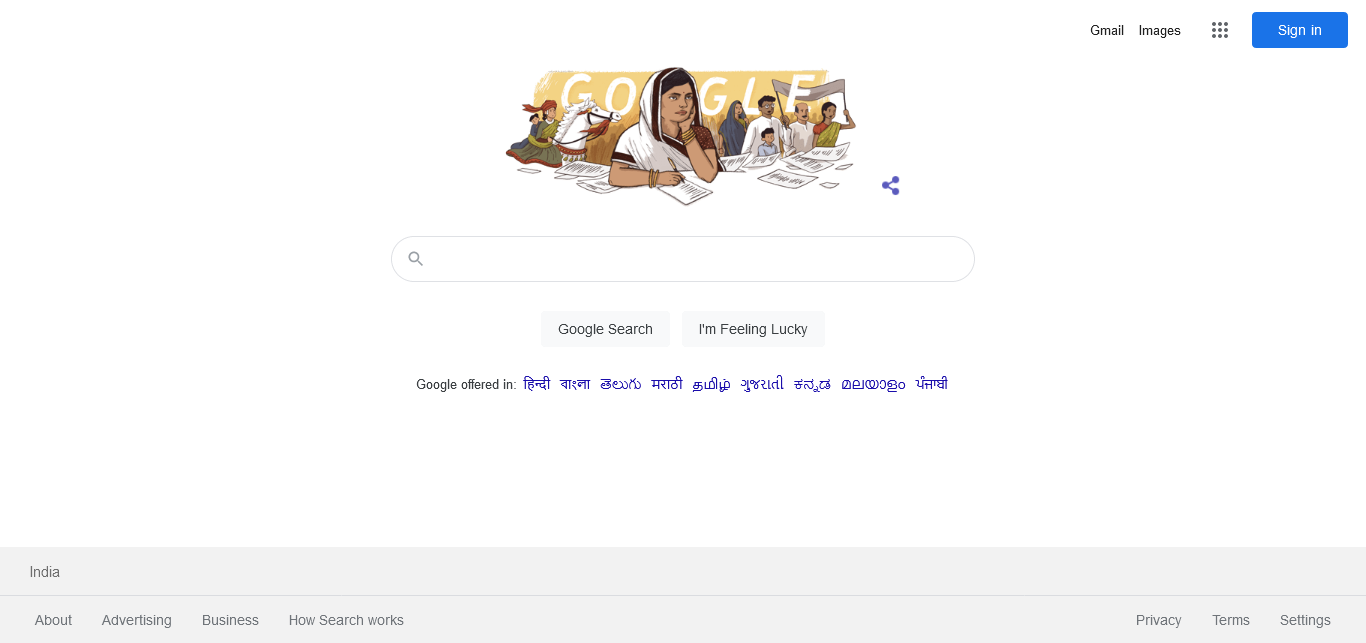 Gmail Images Sign in
GOOGLE
Google Search I'm Feeling Lucky
Google offered in: हिन्दी বাংলা తెలుగు मराठी தமிழ் ગુજરાતી ಕನ್ನಡ മലയാളം ਪੰਜਾਬੀ
India
About Advertising Business How Search works Privacy Terms Settings